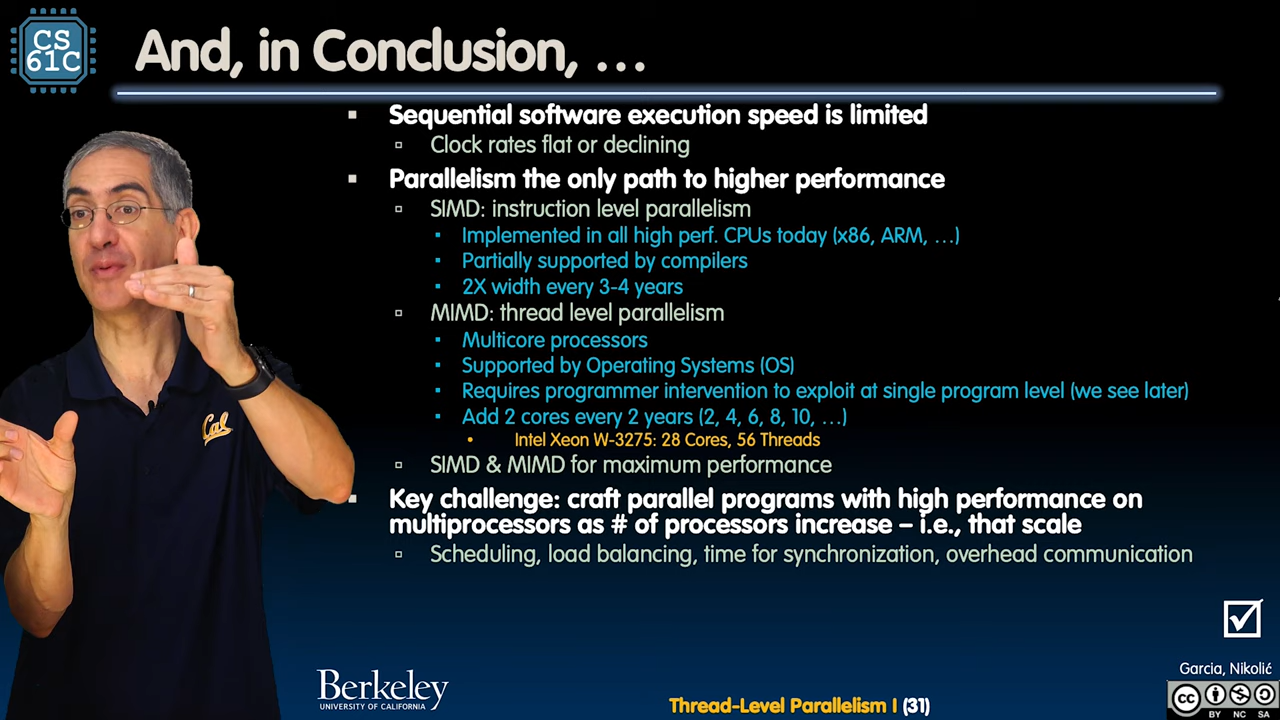 CS
61C
And, in Conclusion, …
Sequential software execution speed is limited
Clock rates flat or declining
Parallelism the only path to higher performance
SIMD: instruction level parallelism
Implemented in all high perf. CPUs today (x86, ARM, …)
Partially supported by compilers
2X width every 3-4 years
MIMD: thread level parallelism
Multicore processors
Supported by Operating Systems (OS)
Requires programmer intervention to exploit at single program level (we see later)
Add 2 cores every 2 years (2, 4, 6, 8, 10, …)
Intel Xeon W-3275: 28 Cores, 56 Threads
SIMD & MIMD for maximum performance
Key challenge: craft parallel programs with high performance on
multiprocessors as # of processors increase – i.e., that scale
Scheduling, load balancing, time for synchronization, overhead communication
Cal
Berkeley
UNIVERSITY OF CALIFORNIA
Thread-Level Parallelism I (31)
Garcia, Nikolić
cc
BY NC SA